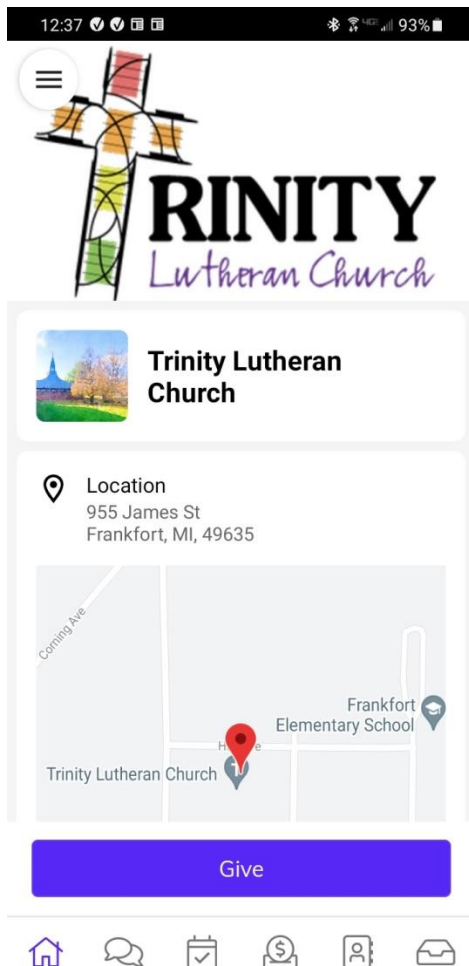 12:37
4GE 93%
RINITY
Lutheran Church
Trinity Lutheran
Church
Location
955 James St
Frankfort, MI, 49635
Corning Ave
Frankfort
Elementary School
Trinity Lutheran Church
Give